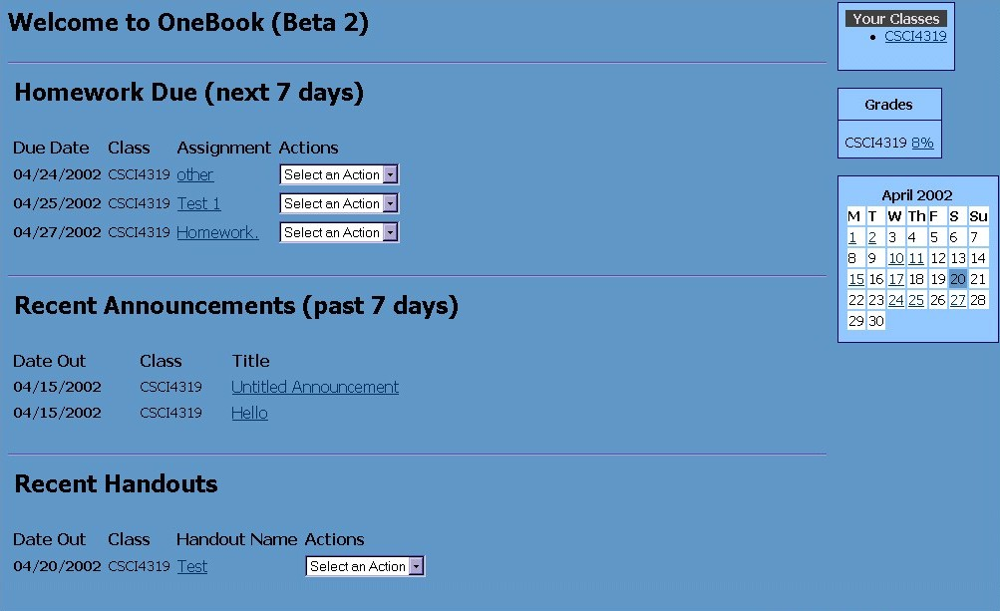 Welcome to OneBook (Beta 2)
Homework Due (next 7 days)
Due Date Class Assignment Actions
04/24/2002 CSCI4319 other Select an Action
04/25/2002 CSCI4319 Test 1 Select an Action
04/27/2002 CSCI4319 Homework. Select an Action
Recent Announcements (past 7 days)
Date Out Class Title
04/15/2002 CSCI4319 Untitled Announcement
04/15/2002 CSCI4319 Hello
Recent Handouts
Date Out Class Handout Name Actions
04/20/2002 CSCI4319 Test Select an Action
Your Classes
CSCI4319
Grades
CSCI4319 8%
April 2002
M T W Th F S Su
1 2 3 4 5 6 7
8 9 10 11 12 13 14
15 16 17 18 19 20 21
22 23 24 25 26 27 28
29 30